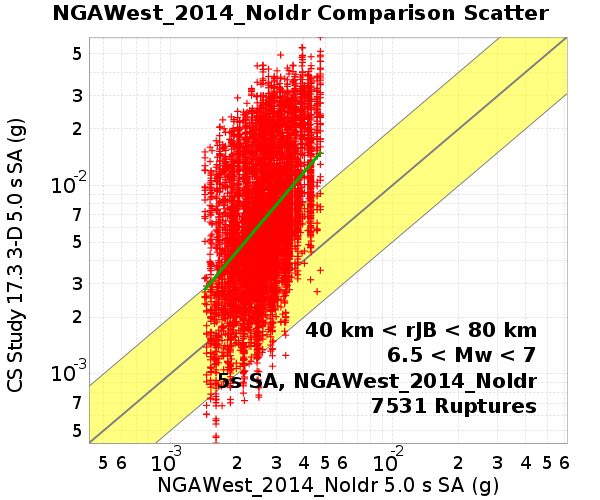 NGAWest_2014_NoIdr Comparison Scatter
CS Study 17.3 3-D 5.0 s SA (g)
5
3
2
10-2
7
5
3
2
10-3
7
5
40 km < rJB < 80 km
6.5 < Mw < 7
5s SA, NGAWest_2014_NoIdr
7531 Ruptures
5 6 10-3 2 3 4 5 6 10-2 2 3 4 5 6
NGAWest_2014_NoIdr 5.0 s SA (g)